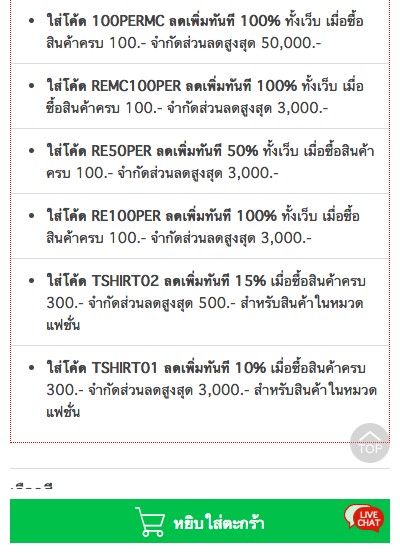 ใส่โค้ด 100PERMC ลดเพิ่มทันที 100% ทั้งเว็บ เมื่อซื้อ
สินค้าครบ 100.- จำกัดส่วนลดสูงสุด 50,000.-
ใส่โค้ด REMC100PER ลดเพิ่มทันที 100% ทั้งเว็บ เมื่อ
ซื้อสินค้าครบ 100.- จำกัดส่วนลดสูงสุด 3,000.-
ใส่โค้ด RE50PER ลดเพิ่มทันที 50% ทั้งเว็บ เมื่อซื้อสินค้า
ครบ 100.- จำกัดส่วนลดสูงสุด 3,000.-
ใส่โค้ด RE100PER ลดเพิ่มทันที 100% ทั้งเว็บ เมื่อซื้อ
สินค้าครบ 100.- จำกัดส่วนลดสูงสุด 3,000.-
ใส่โค้ด TSHIRT02 ลดเพิ่มทันที 15% เมื่อซื้อสินค้าครบ
300.- จำกัดส่วนลดสูงสุด 500.- สำหรับสินค้าในหมวด
แฟชั่น
ใส่โค้ด TSHIRT01 ลดเพิ่มทันที 10% เมื่อซื้อสินค้าครบ
300.- จำกัดส่วนลดสูงสุด 3,000.- สำหรับสินค้าในหมวด
แฟชั่น
TOP
หยิบใส่ตะกร้า
LIVE
CHAT